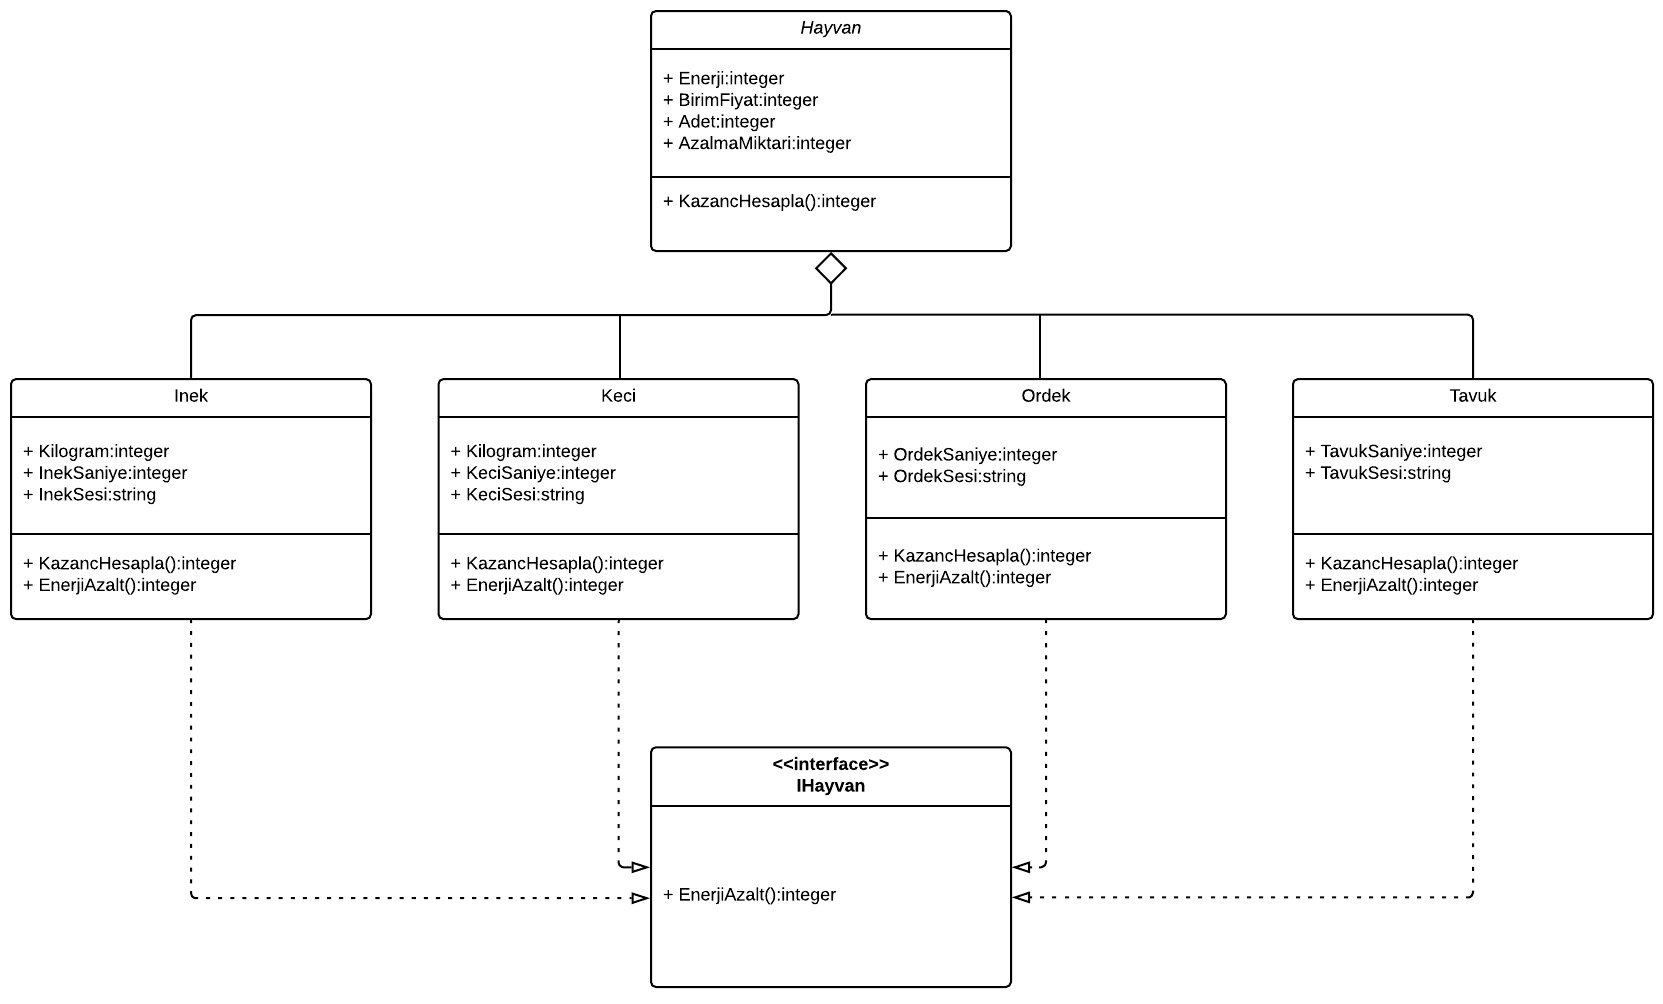 Hayvan
+ Enerji:integer
+ BirimFiyat:integer
+ Adet:integer
+ AzalmaMiktari:integer
+ KazancHesapla():integer
Inek
+ Kilogram:integer
+ InekSaniye:integer
+ InekSesi:string
+ KazancHesapla():integer
+ EnerjiAzalt():integer
Keci
+ Kilogram:integer
+ KeciSaniye:integer
+ KeciSesi:string
+ KazancHesapla():integer
+ EnerjiAzalt():integer
Ordek
+ OrdekSaniye:integer
+ OrdekSesi:string
+ KazancHesapla():integer
+ EnerjiAzalt():integer
Tavuk
+ TavukSaniye:integer
+ TavukSesi:string
+ KazancHesapla():integer
+ EnerjiAzalt():integer
<<interface>>
IHayvan
+ EnerjiAzalt():integer